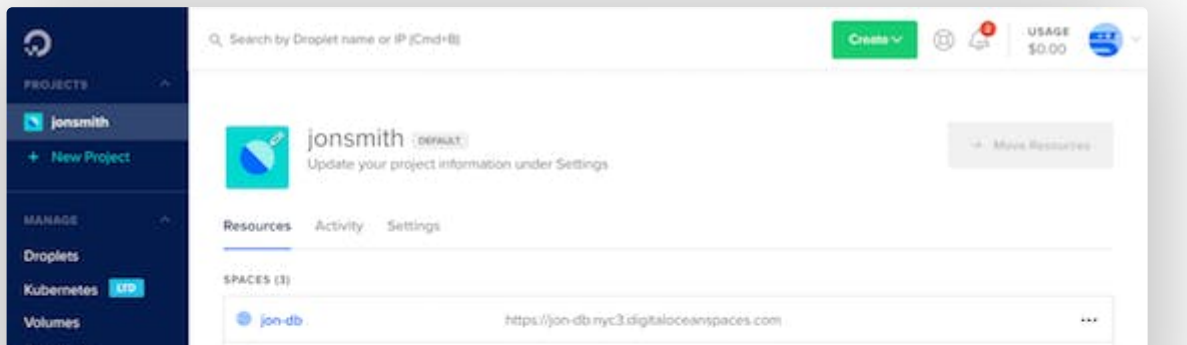 Search by Droplet name or IP (Cmd+B)
Create
USAGE
$0.00
PROJECTS
jonsmith
+ New Project
MANAGE
Droplets
Kubernetes LTD
Volumes
jonsmith DEFAULT
Update your project information under Settings
Move Resources
Resources Activity Settings
SPACES (3)
jon-db https://jon-db.nyc3.digitaloceanspaces.com